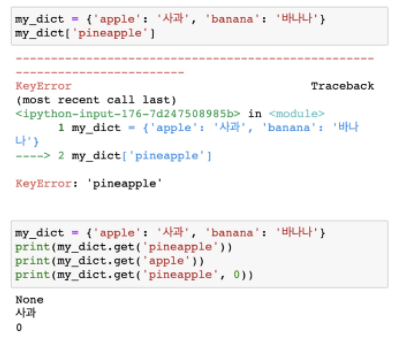 my_dict = {'apple': '사과', 'banana': '바나나'}
my_dict['pineapple']
---------------------------------------------------
------------------------
KeyError Traceback
(most recent call last)
<ipython-input-176-7d247508985b> in <module>
1 my_dict = {'apple': '사과', 'banana': '바나
나'}
----> 2 my_dict['pineapple']
KeyError: 'pineapple'
my_dict = {'apple': '사과', 'banana': '바나나'}
print(my_dict.get('pineapple'))
print(my_dict.get('apple'))
print(my_dict.get('pineapple', 0))
None
사과
0